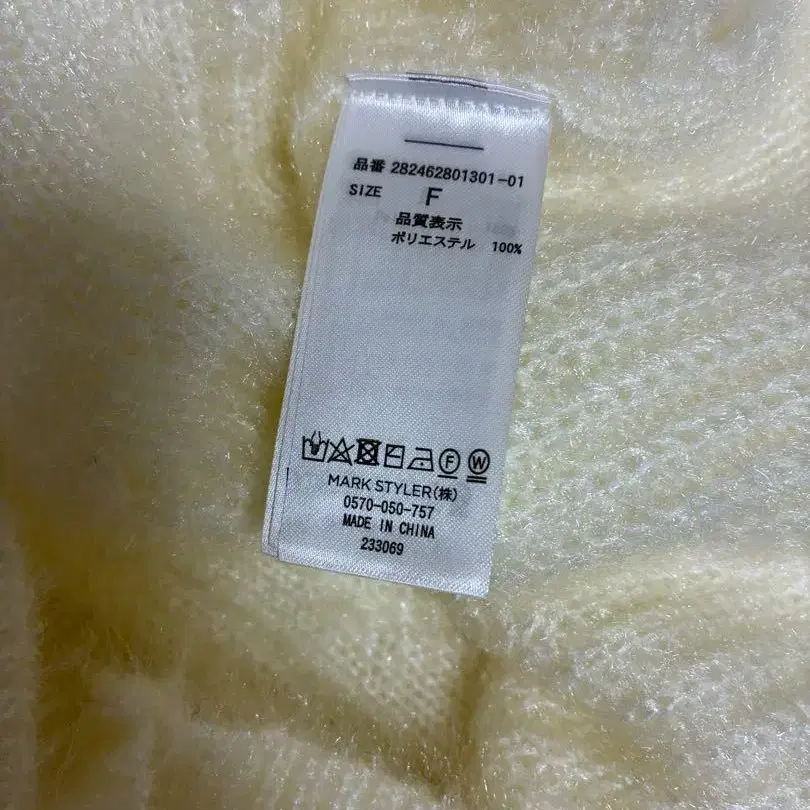 品番 282462801301-01
SIZE F
品質表示
ポリエステル 100%
F W
MARK STYLER(株)
0570-050-757
MADE IN CHINA
233069